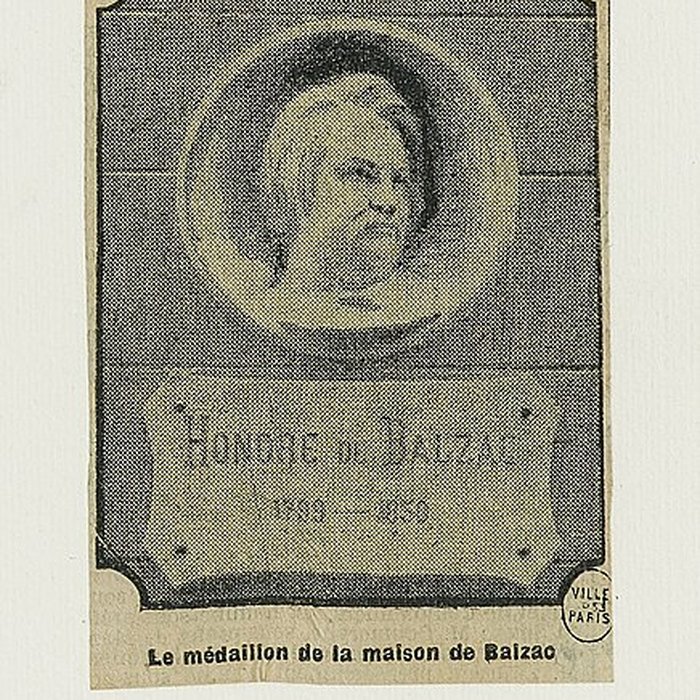 HONORÉ DE BALZAC
1799 — 1850
VILLE
DE
PARIS
Le médaillon de la maison de Balzac